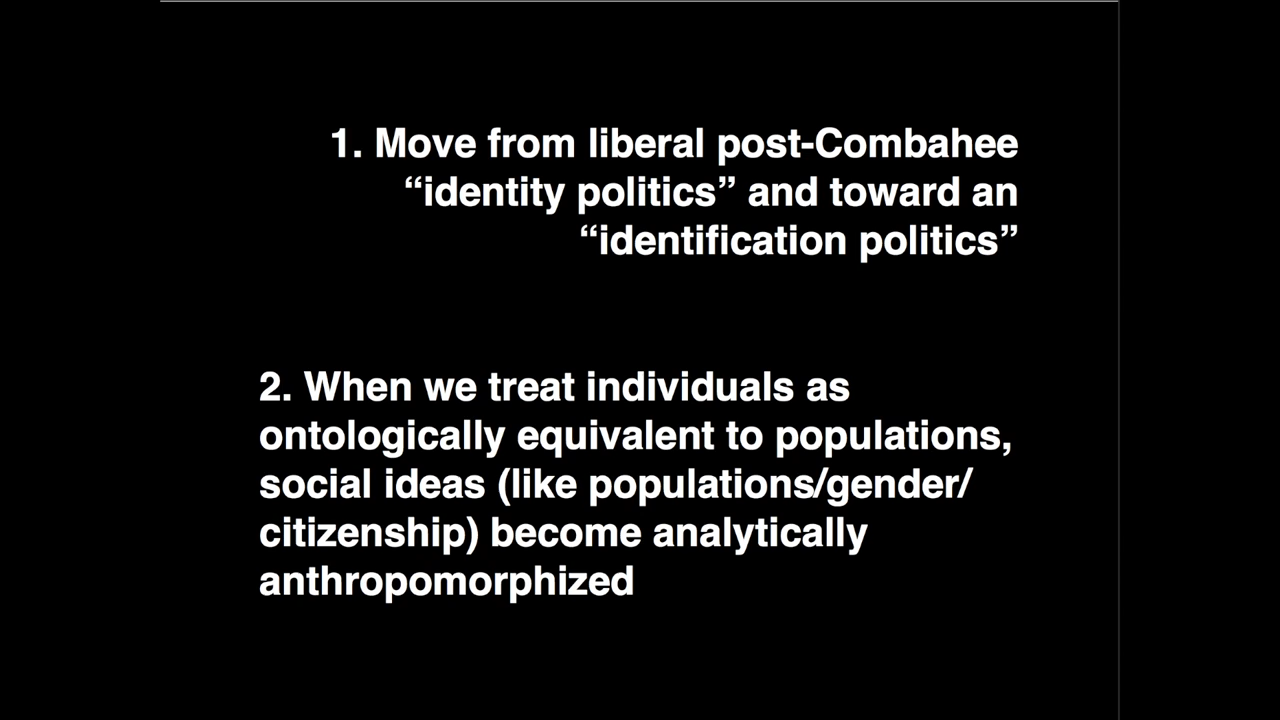 1. Move from liberal post-Combahee
“identity politics” and toward an
“identification politics”
2. When we treat individuals as
ontologically equivalent to populations,
social ideas (like populations/gender/
citizenship) become analytically
anthropomorphized